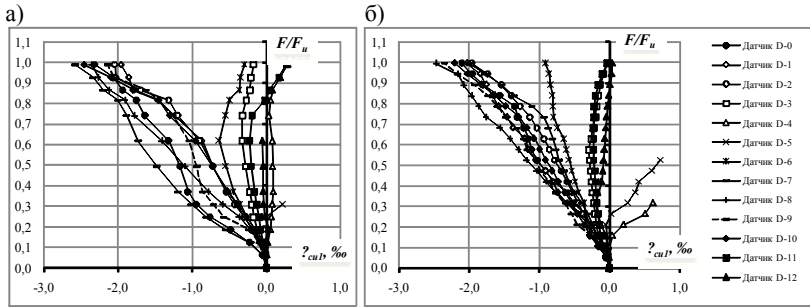 а)
F/Fu
1,1
1,0
0,9
0,8
0,7
0,6
0,5
0,4
0,3
0,2
0,1
0,0
-3,0 -2,0 -1,0 0,0 1,0
?cu1, ‰
б)
F/Fu
1,1
1,0
0,9
0,8
0,7
0,6
0,5
0,4
0,3
0,2
0,1
0,0
-3,0 -2,0 -1,0 0,0 1,0
?cu1, ‰
Датчик D-0
Датчик D-1
Датчик D-2
Датчик D-3
Датчик D-4
Датчик D-5
Датчик D-6
Датчик D-7
Датчик D-8
Датчик D-9
Датчик D-10
Датчик D-11
Датчик D-12